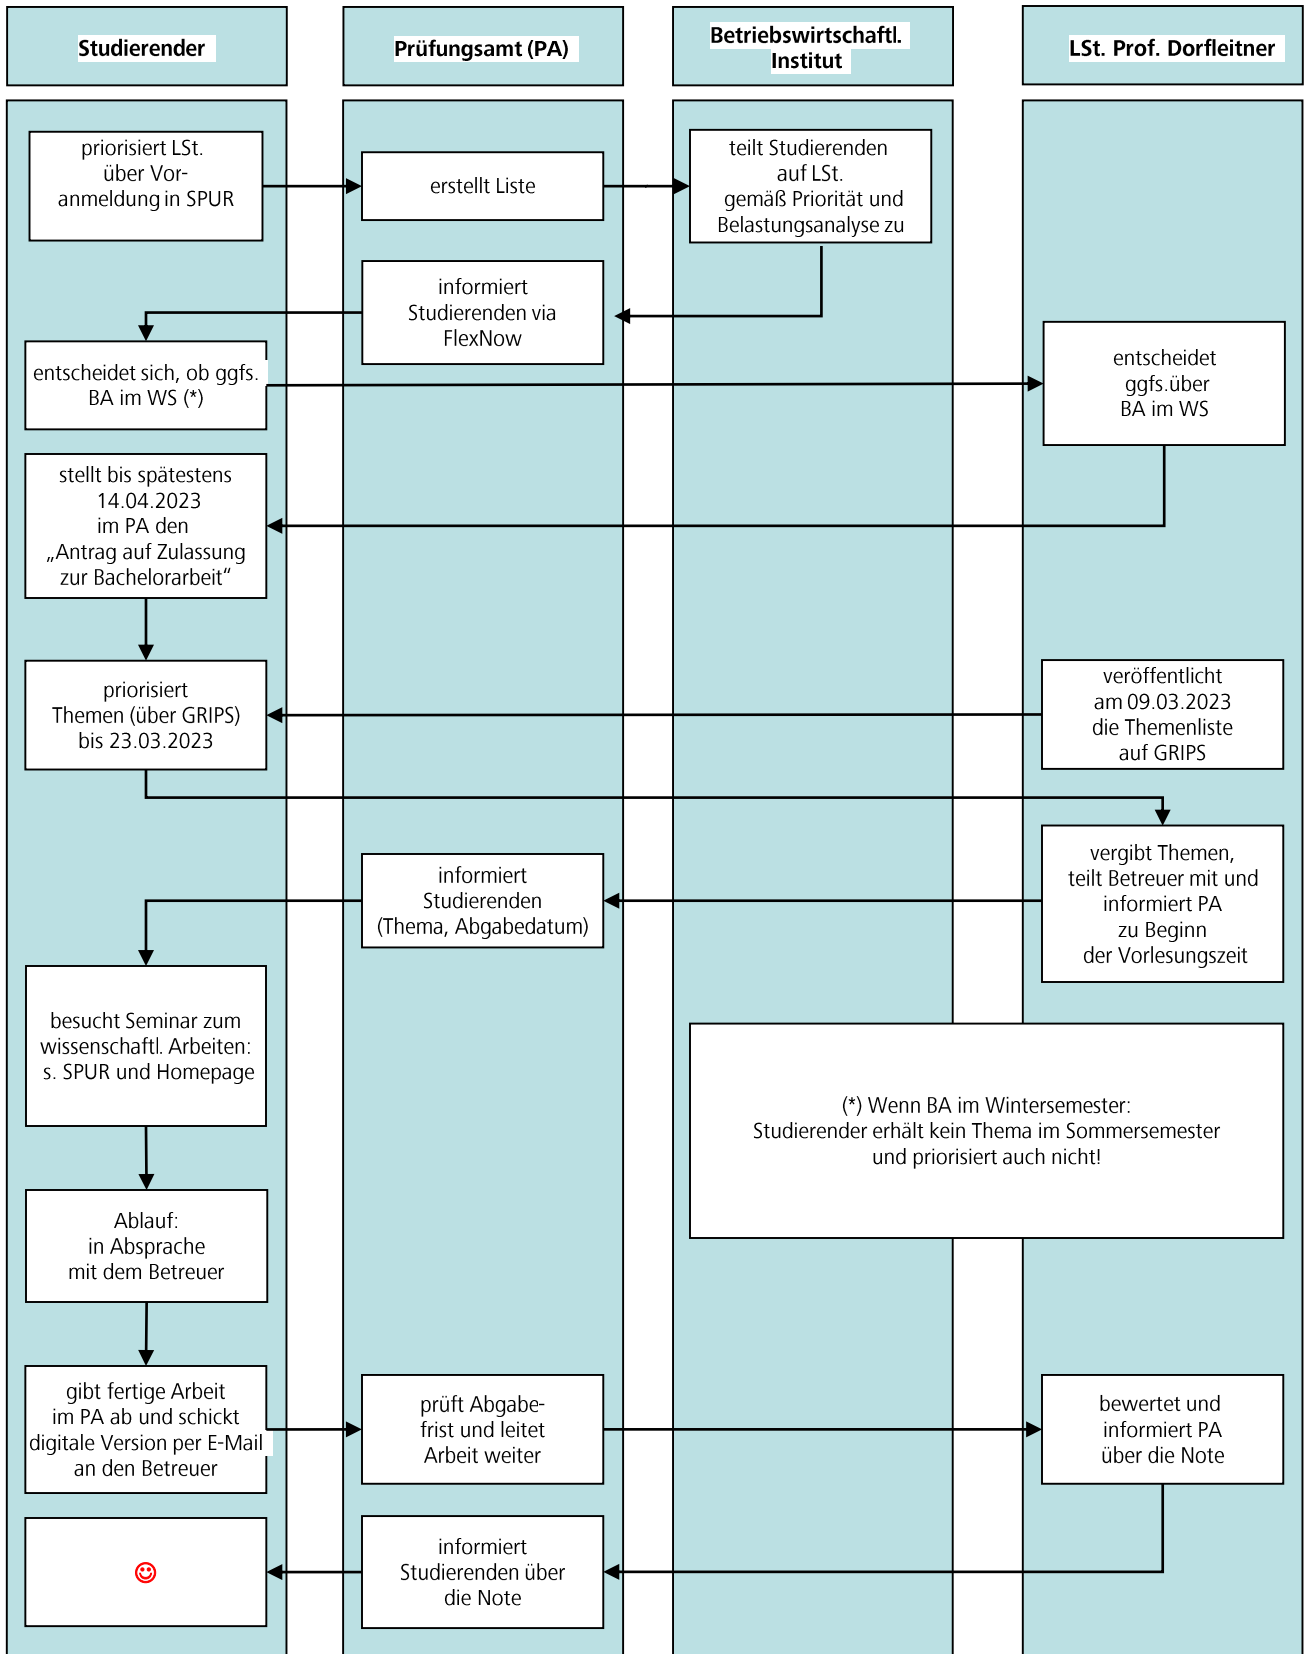 Studierender
Prüfungsamt (PA)
Betriebswirtschaftl.
Institut
LSt. Prof. Dorfleitner
priorisiert LSt.
über Vor-
anmeldung in SPUR
erstellt Liste
teilt Studierenden
auf LSt.
gemäß Priorität und
Belastungsanalyse zu
informiert
Studierenden via
FlexNow
entscheidet sich, ob ggfs.
BA im WS (*)
entscheidet
ggfs.über
BA im WS
stellt bis spätestens
14.04.2023
im PA den
„Antrag auf Zulassung
zur Bachelorarbeit“
priorisiert
Themen (über GRIPS)
bis 23.03.2023
veröffentlicht
am 09.03.2023
die Themenliste
auf GRIPS
vergibt Themen,
teilt Betreuer mit und
informiert PA
zu Beginn
der Vorlesungszeit
informiert
Studierenden
(Thema, Abgabedatum)
besucht Seminar zum
wissenschaftl. Arbeiten:
s. SPUR und Homepage
(*) Wenn BA im Wintersemester:
Studierender erhält kein Thema im Sommersemester
und priorisiert auch nicht!
Ablauf:
in Absprache
mit dem Betreuer
gibt fertige Arbeit
im PA ab und schickt
digitale Version per E-Mail
an den Betreuer
prüft Abgabe-
frist und leitet
Arbeit weiter
bewertet und
informiert PA
über die Note
informiert
Studierenden über
die Note